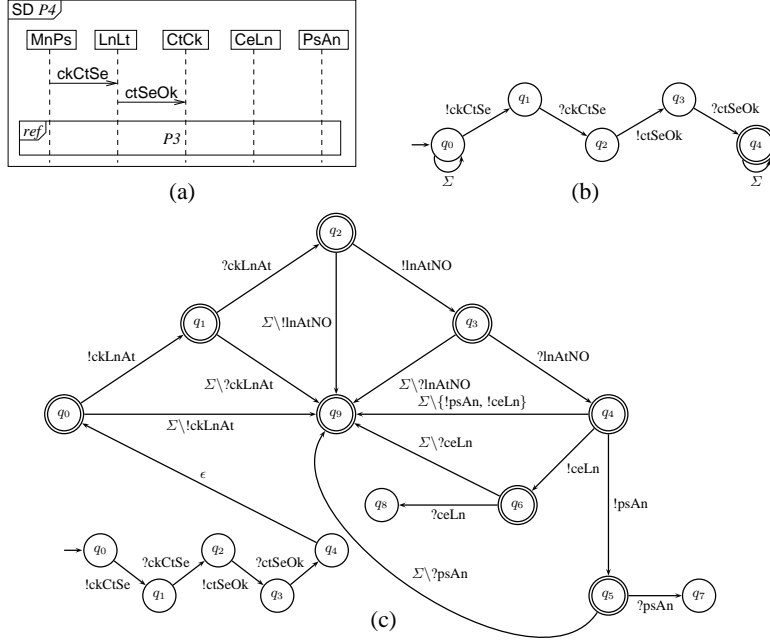 SD P4
MnPs LnLt CtCk CeLn PsAn
ckCtSe
ctSeOk
ref
P3
(a)
q1 q3
!ckCtSe ?ckCtSe ?ctSeOk
!ctSeOk
q0 q2 q4
Σ Σ
(b)
q2
?ckLnAt !lnAtNO
Σ\!lnAtNO
q1 q3
!ckLnAt Σ\?ckLnAt Σ\?lnAtNO ?lnAtNO
Σ\{!psAn, !ceLn}
q0 q9 q4
Σ\!ckLnAt
Σ\?ceLn
!ceLn
ϵ
q8 q6
!psAn
?ceLn
q0 ?ckCtSe q2 ?ctSeOk q4
!ckCtSe !ctSeOk
Σ\?psAn
q1 q3 q5 q7
?psAn
(c)